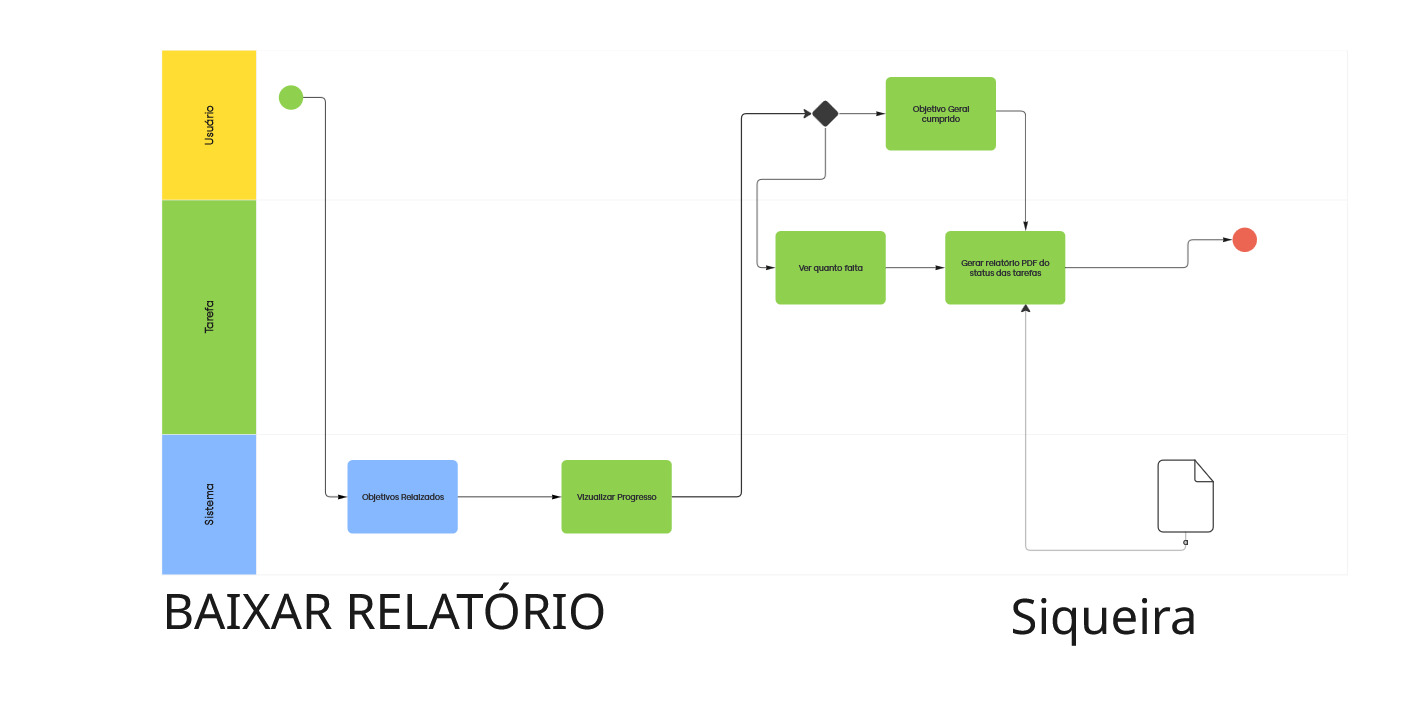 Usuário
Objetivo Geral
cumprido
Tarefa
Ver quanto falta
Gerar relatório PDF do
status das tarefas
Sistema
Objetivos Relaizados
Vizualizar Progresso
a
BAIXAR RELATÓRIO
Siqueira